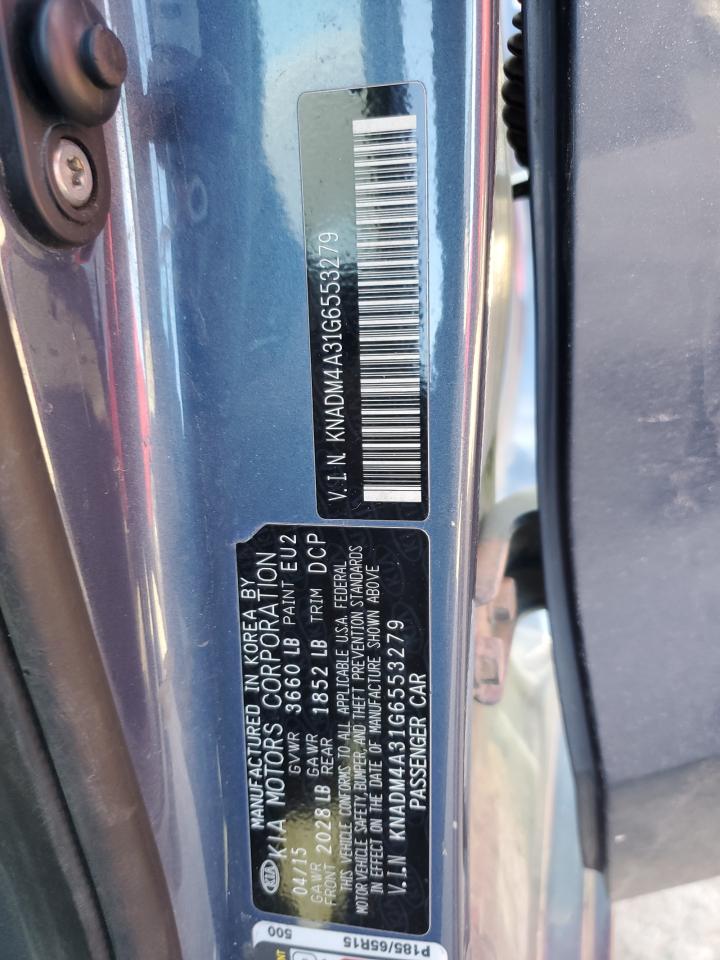 V.I.N. KNADM4A31G6553279
MANUFACTURED IN KOREA BY
KIA KIA MOTORS CORPORATION
04/15 GVWR 3660 LB PAINT EU2
GAWR FRONT 2028 LB GAWR REAR 1852 LB TRIM DCP
THIS VEHICLE CONFORMS TO ALL APPLICABLE U.S.A. FEDERAL
MOTOR VEHICLE SAFETY, BUMPER, AND THEFT PREVENTION STANDARDS
IN EFFECT ON THE DATE OF MANUFACTURE SHOWN ABOVE
V.I.N KNADM4A31G6553279
PASSENGER CAR
500
P185/65R15